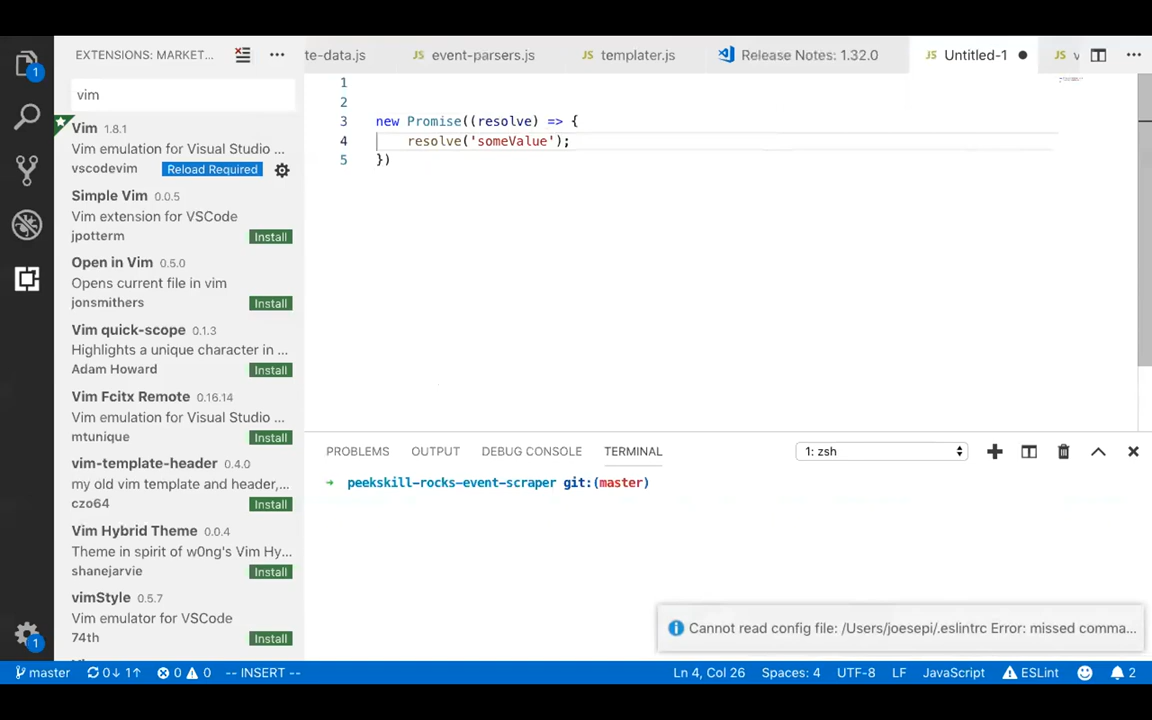 EXTENSIONS: MARKET...
vim
Vim 1.8.1
Vim emulation for Visual Studio ...
vscodevim Reload Required
Simple Vim 0.0.5
Vim extension for VSCode
jpotterm Install
Open in Vim 0.5.0
Opens current file in vim
jonsmithers Install
Vim quick-scope 0.1.3
Highlights a unique character in ...
Adam Howard Install
Vim Fcitx Remote 0.16.14
Vim emulation for Visual Studio ...
mtunique Install
vim-template-header 0.4.0
my old vim template and header,...
czo64 Install
Vim Hybrid Theme 0.0.4
Theme in spirit of w0ng's Vim Hy...
shanejarvie Install
vimStyle 0.5.7
Vim emulator for VSCode
74th Install
1
1
te-data.js JS event-parsers.js JS templater.js Release Notes: 1.32.0 JS Untitled-1 JS
1
2
3 new Promise((resolve) => {
4 resolve('someValue');
5 })
PROBLEMS OUTPUT DEBUG CONSOLE TERMINAL 1: zsh
→ peekskill-rocks-event-scraper git:(master)
Cannot read config file: /Users/joesepi/.eslintrc Error: missed comma...
master 0↓ 1↑ 0 0 -- INSERT -- Ln 4, Col 26 Spaces: 4 UTF-8 LF JavaScript ESLint 2